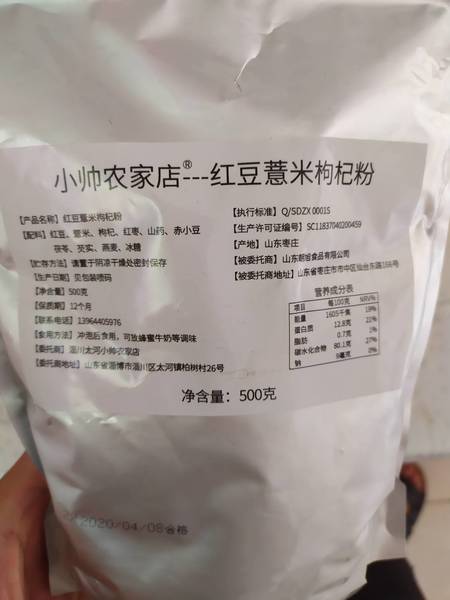 小帅农家店®---红豆薏米枸杞粉
【产品名称】红豆薏米枸杞粉
【配料】红豆、薏米、枸杞、红枣、山药、赤小豆
茯苓、芡实、燕麦、冰糖
【贮存方法】请置于阴凉干燥处密封保存
【生产日期】见包装喷码
【净含量】500克
【保质期】12个月
【联系电话】13964405976
【食用方法】冲泡后食用，可放蜂蜜牛奶等调味
【委托商】淄川太河小帅农家店
【委托商地址】山东省淄博市淄川区太河镇柏树村26号
【执行标准】Q/SDZX 0001S
【生产许可证编号】SC11837040200459
【产地】山东枣庄
【被委托商】山东朝旭食品有限公司
【被委托商地址】山东省枣庄市市中区仙台东路166号
营养成分表
项目 每100克 NRV%
能量 1605千焦 19%
蛋白质 12.8克 21%
脂肪 0.7克 1%
碳水化合物 80.1克 27%
钠 9毫克 0%
净含量：500克
2020/04/08合格